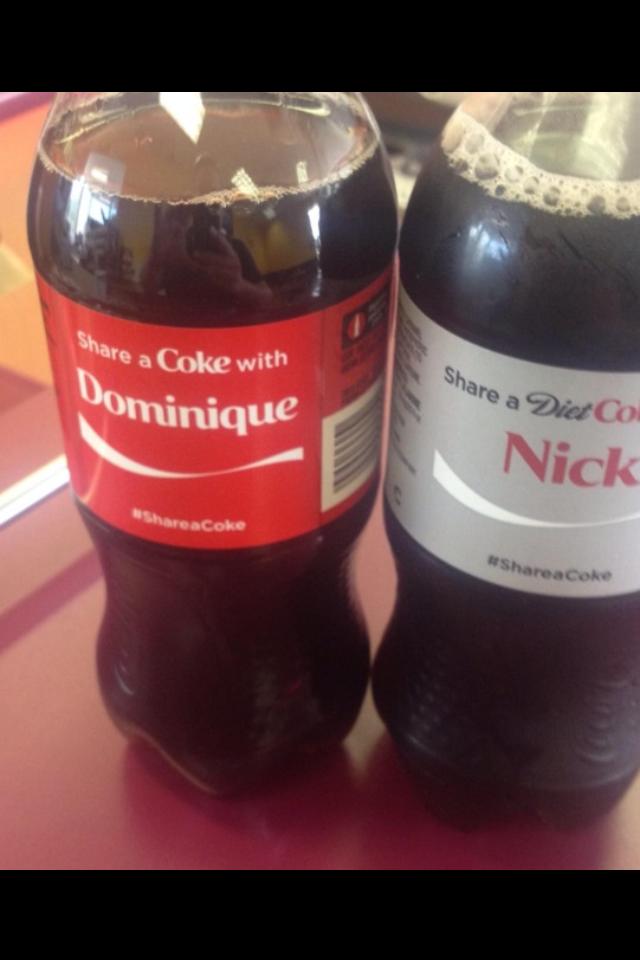 Share a Coke with
Dominique
#ShareaCoke
Share a Diet
Nick
#ShareaCoke